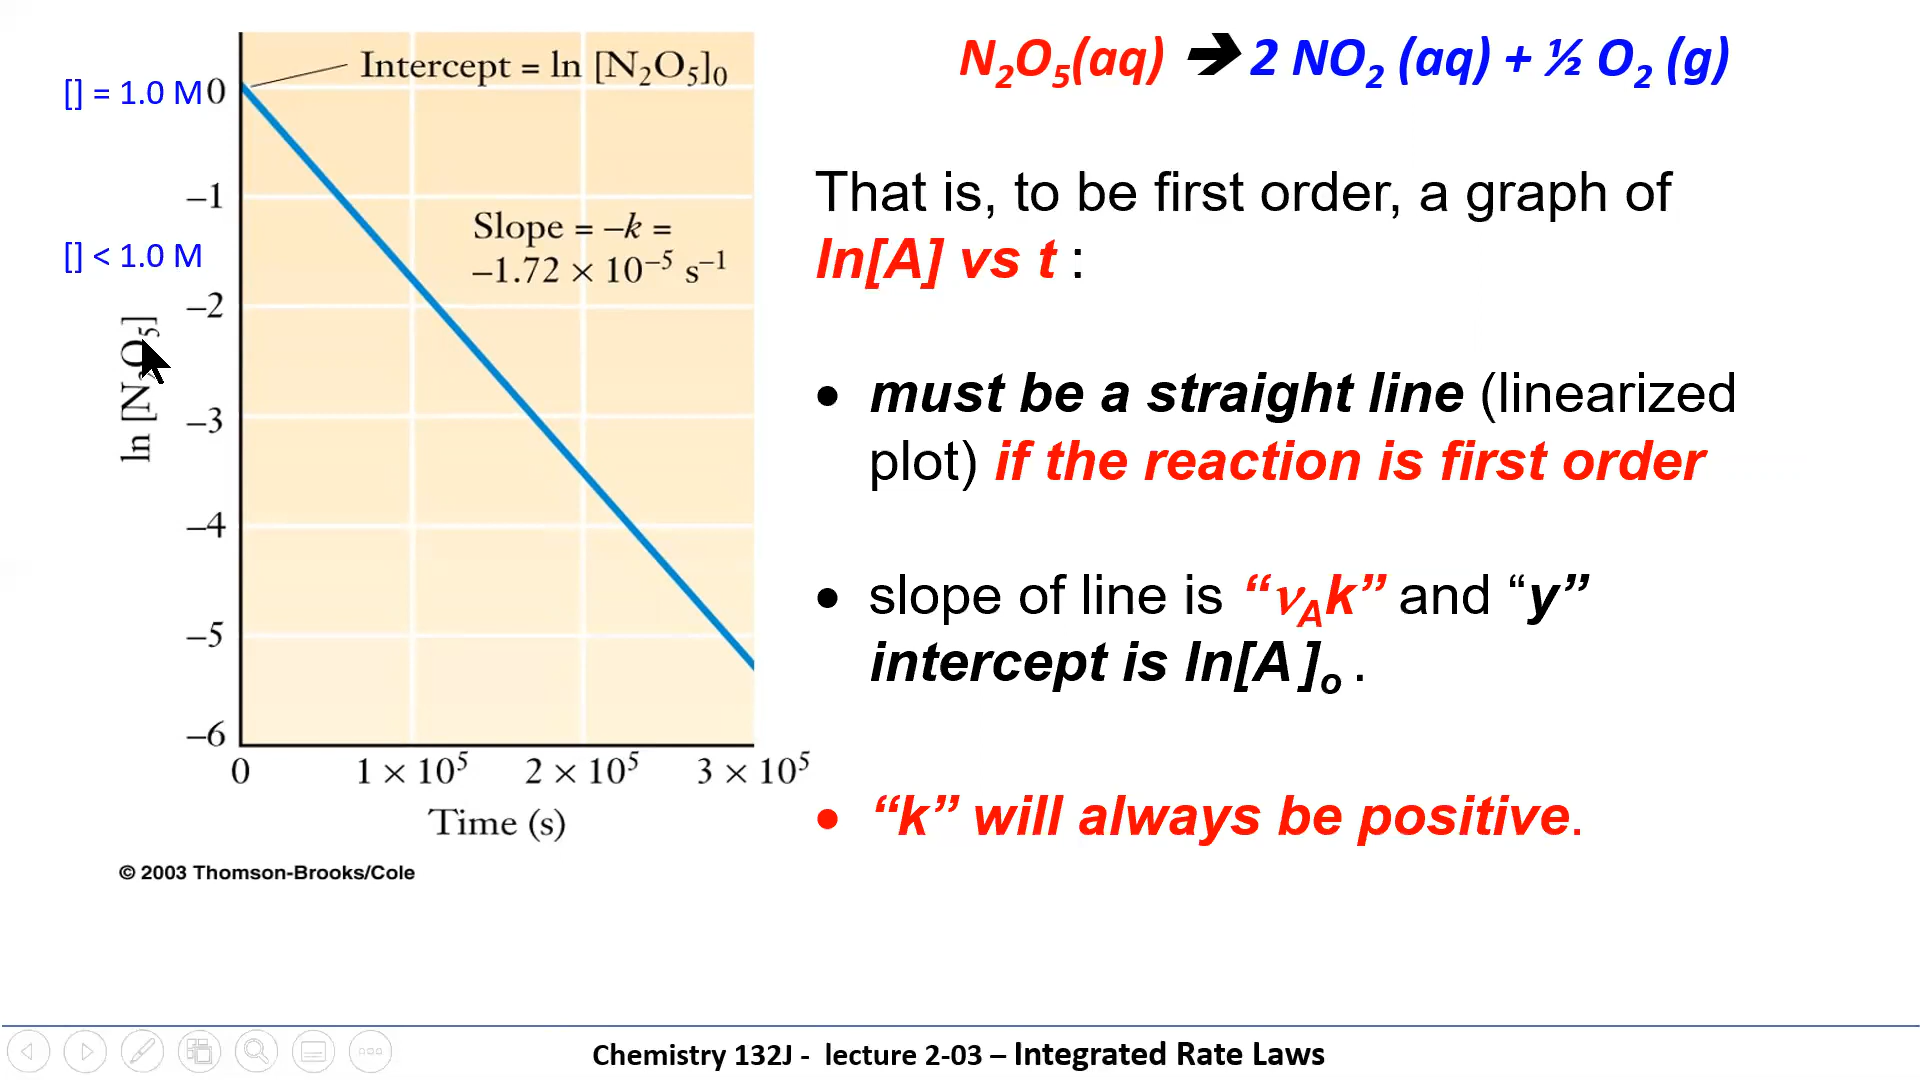 Intercept = ln [N₂O₅]₀
[] = 1.0 M
0
–1
[] < 1.0 M
Slope = –k =
–1.72 × 10⁻⁵ s⁻¹
–2
ln [N₂O₅]
–3
–4
–5
–6
0 1 × 10⁵ 2 × 10⁵ 3 × 10⁵
Time (s)
© 2003 Thomson-Brooks/Cole
N₂O₅(aq) ➔ 2 NO₂ (aq) + ½ O₂ (g)
That is, to be first order, a graph of
ln[A] vs t :
• must be a straight line (linearized
plot) if the reaction is first order
• slope of line is “νₐk” and “y”
intercept is ln[A]ₒ .
• “k” will always be positive.
Chemistry 132J - lecture 2-03 – Integrated Rate Laws